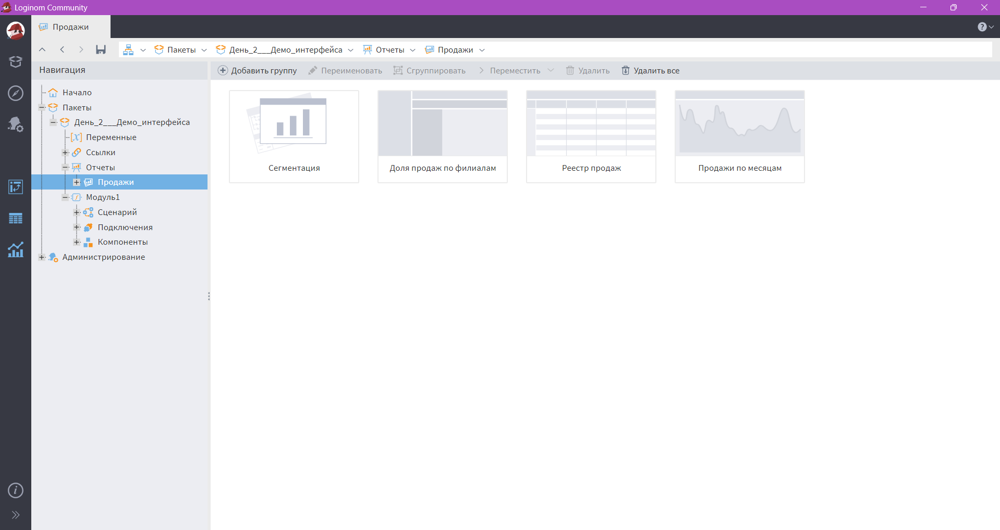 Loginom Community
Продажи
Пакеты День_2___Демо_интерфейса Отчеты Продажи
Навигация
Добавить группу Переименовать Сгруппировать Переместить Удалить Удалить все
Начало
Пакеты
День_2___Демо_интерфейса
Переменные
Ссылки
Отчеты
Продажи
Модуль1
Сценарий
Подключения
Компоненты
Администрирование
Сегментация
Доля продаж по филиалам
Реестр продаж
Продажи по месяцам